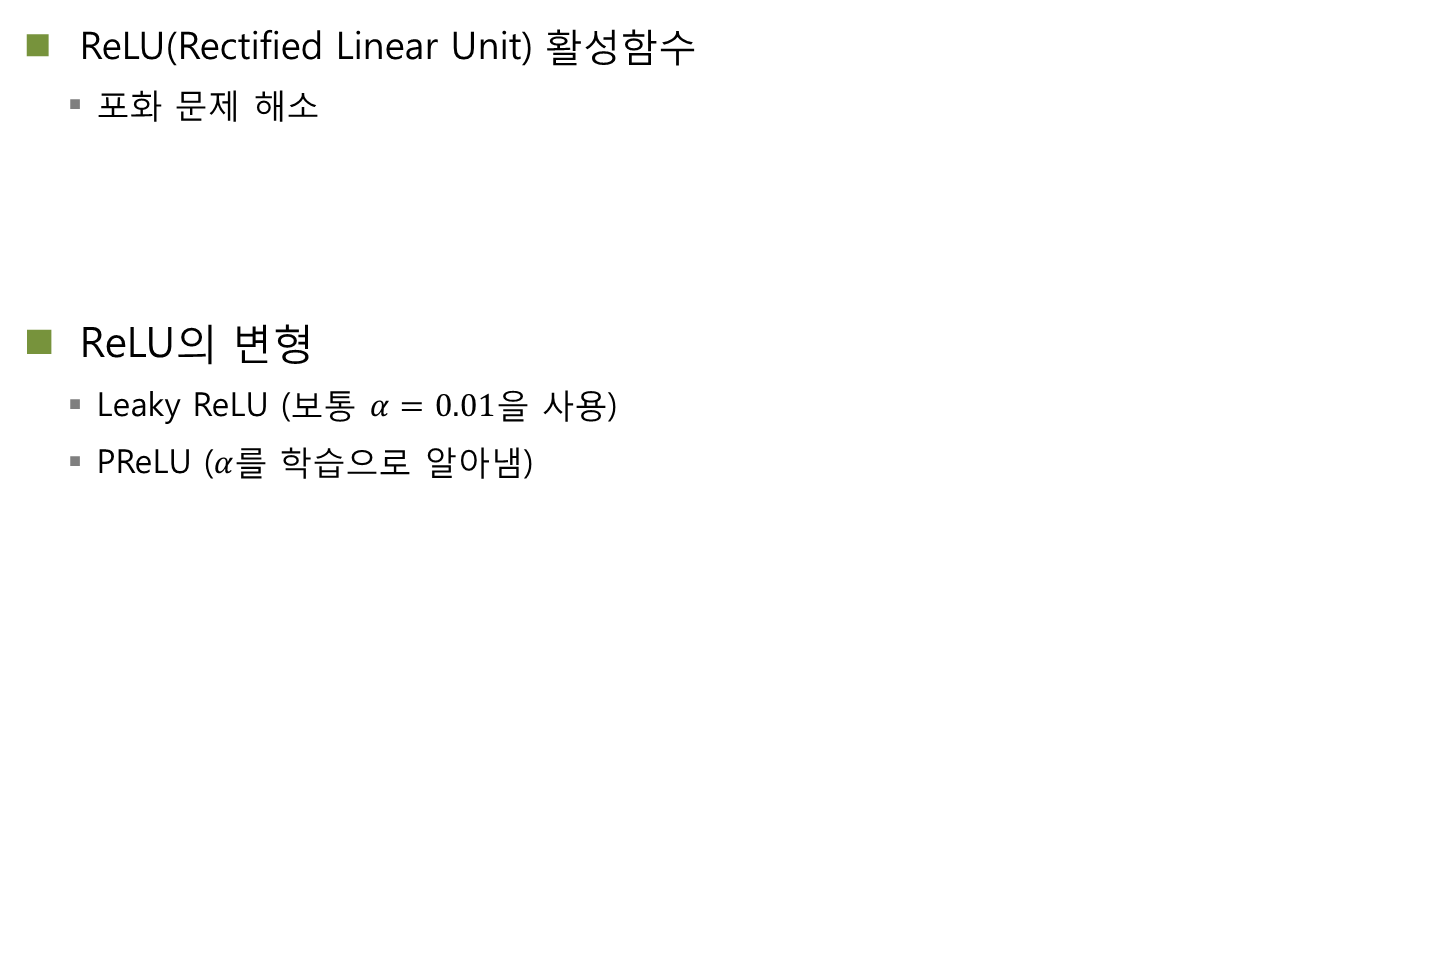 ReLU(Rectified Linear Unit) 활성함수
포화 문제 해소
ReLU의 변형
Leaky ReLU (보통 𝛼 = 0.01을 사용)
PReLU (𝛼를 학습으로 알아냄)